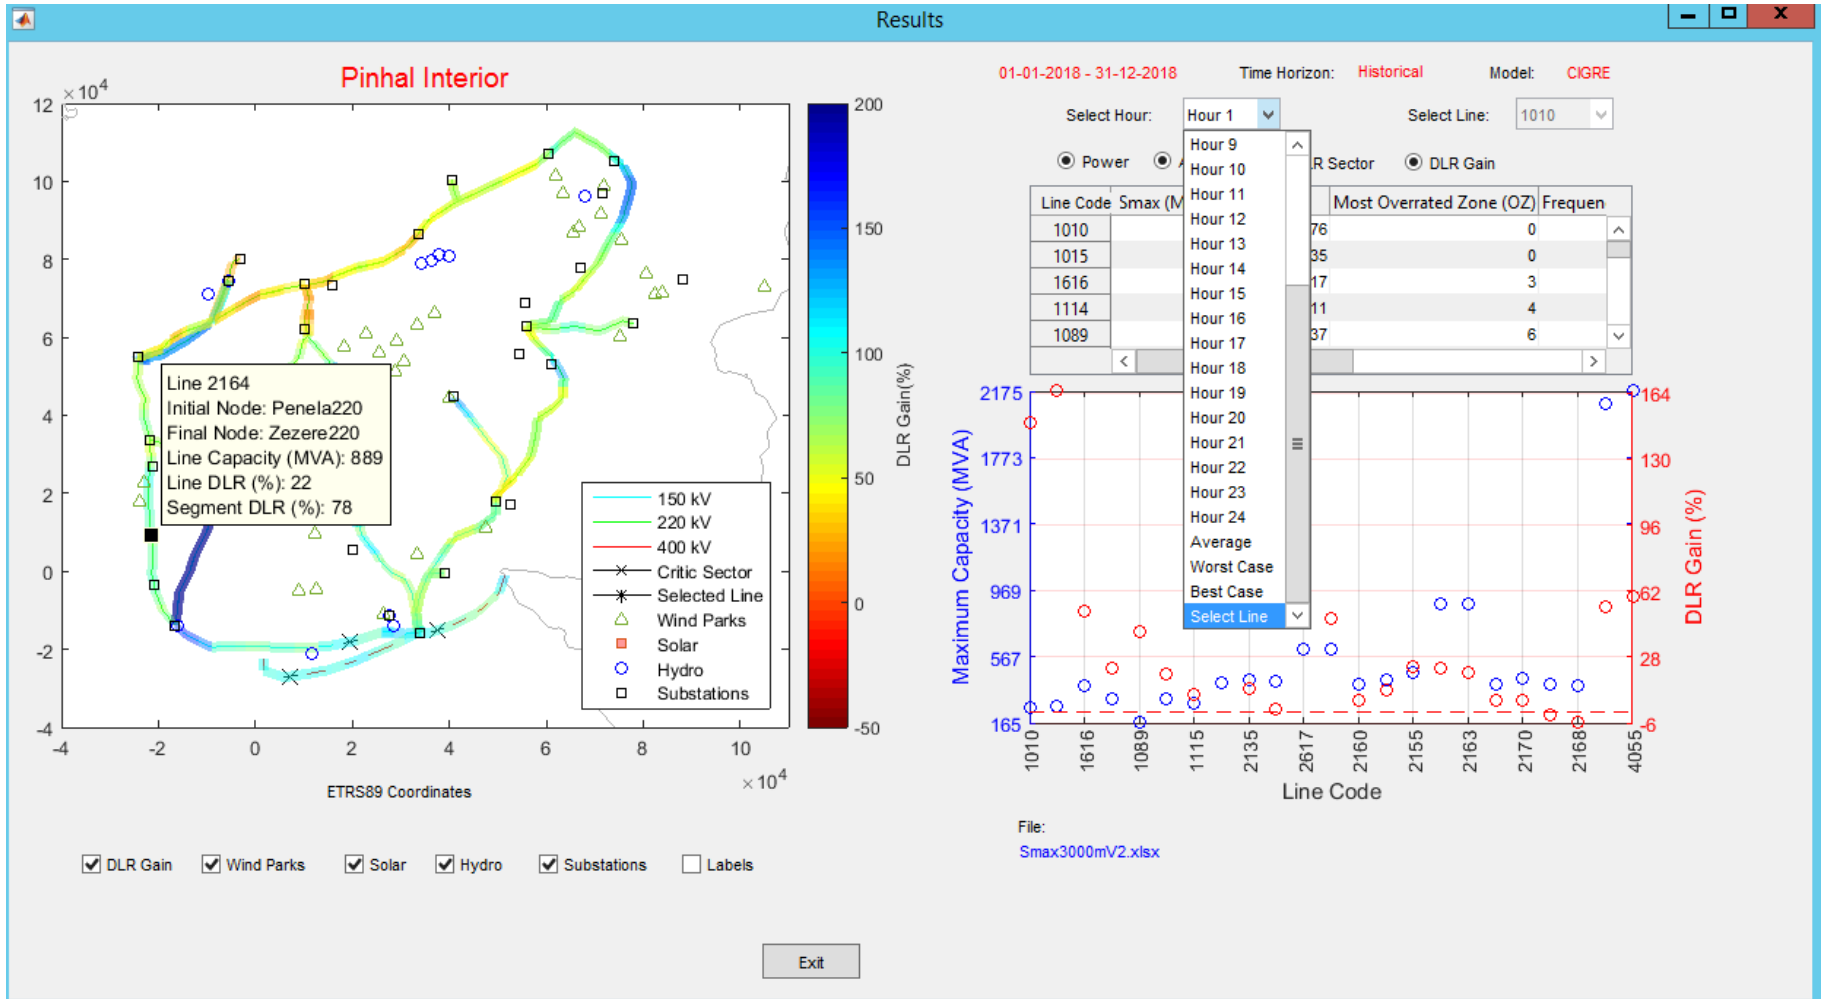 Results
Pinhal Interior
× 10^4
12
10
8
6
4
2
0
-2
-4
-4
-2
0
2
4
6
8
10
×10^4
ETRS89 Coordinates
Line 2164
Initial Node: Penela220
Final Node: Zezere220
Line Capacity (MVA): 889
Line DLR (%): 22
Segment DLR (%): 78
150 kV
220 kV
400 kV
Critic Sector
Selected Line
Wind Parks
Solar
Hydro
Substations
200
150
100
50
0
-50
DLR Gain(%)
DLR Gain
Wind Parks
Solar
Hydro
Substations
Labels
Exit
01-01-2018 - 31-12-2018 Time Horizon: Historical Model: CIGRE
Select Hour: Hour 1 Select Line: 1010
Power
R Sector
DLR Gain
Hour 9
Hour 10
Hour 11
Hour 12
Hour 13
Hour 14
Hour 15
Hour 16
Hour 17
Hour 18
Hour 19
Hour 20
Hour 21
Hour 22
Hour 23
Hour 24
Average
Worst Case
Best Case
Select Line
Line Code Smax (M Most Overrated Zone (OZ) Frequen
1010 76 0
1015 35 0
1616 17 3
1114 11 4
1089 37 6
Maximum Capacity (MVA)
2175
1773
1371
969
567
165
164
130
96
62
28
-6
DLR Gain (%)
1010
1616
1089
1115
2135
2617
2160
2155
2163
2170
2168
4055
Line Code
File:
Smax3000mV2.xlsx